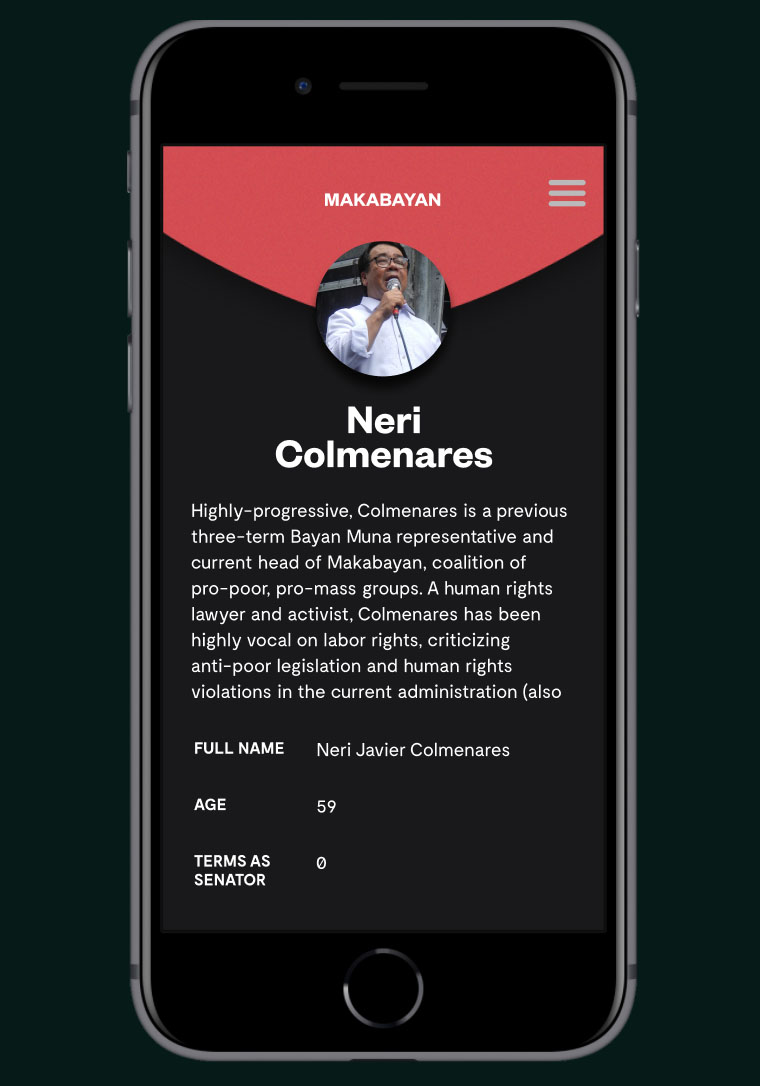 MAKABAYAN
Neri
Colmenares
Highly-progressive, Colmenares is a previous
three-term Bayan Muna representative and
current head of Makabayan, coalition of
pro-poor, pro-mass groups. A human rights
lawyer and activist, Colmenares has been
highly vocal on labor rights, criticizing
anti-poor legislation and human rights
violations in the current administration (also
FULL NAME Neri Javier Colmenares
AGE 59
TERMS AS 0
SENATOR